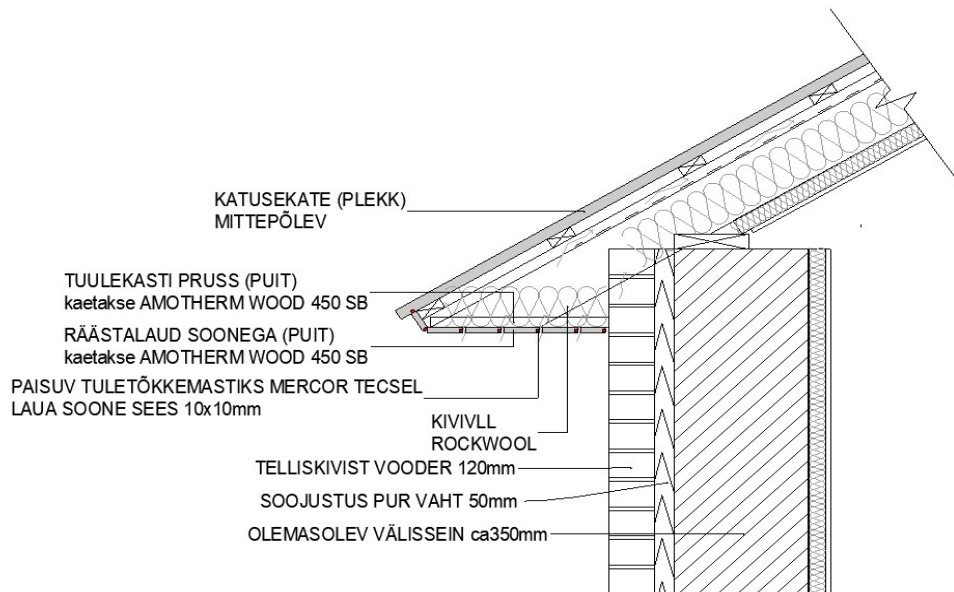 KATUSEKATE (PLEKK)
MITTEPÕLEV
TUULEKASTI PRUSS (PUIT)
kaetakse AMOTHERM WOOD 450 SB
RÄÄSTALAUD SOONEGA (PUIT)
kaetakse AMOTHERM WOOD 450 SB
PAISUV TULETÕKKEMASTIKS MERCOR TECSEL
LAUA SOONE SEES 10x10mm
KIVIVLL
ROCKWOOL
TELLISKIVIST VOODER 120mm
SOOJUSTUS PUR VAHT 50mm
OLEMASOLEV VÄLISSEIN ca350mm